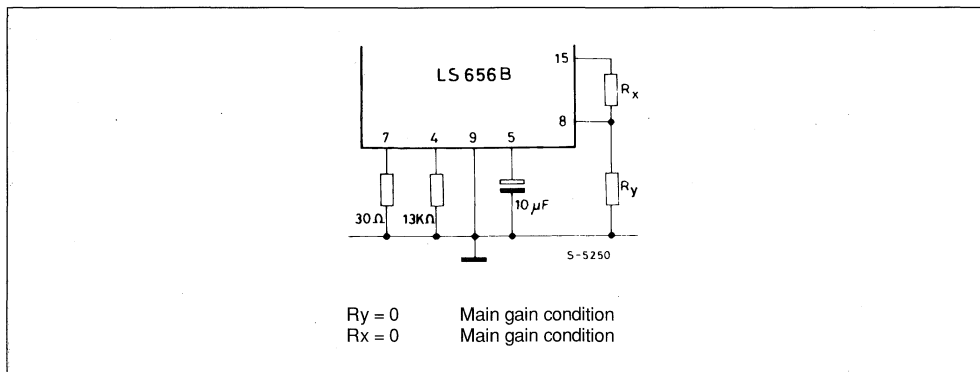 15
LS 656 B
Rx
8
7 4 9 5
Ry
30Ω 13KΩ 10 µF
S-5250
Ry = 0 Main gain condition
Rx = 0 Main gain condition